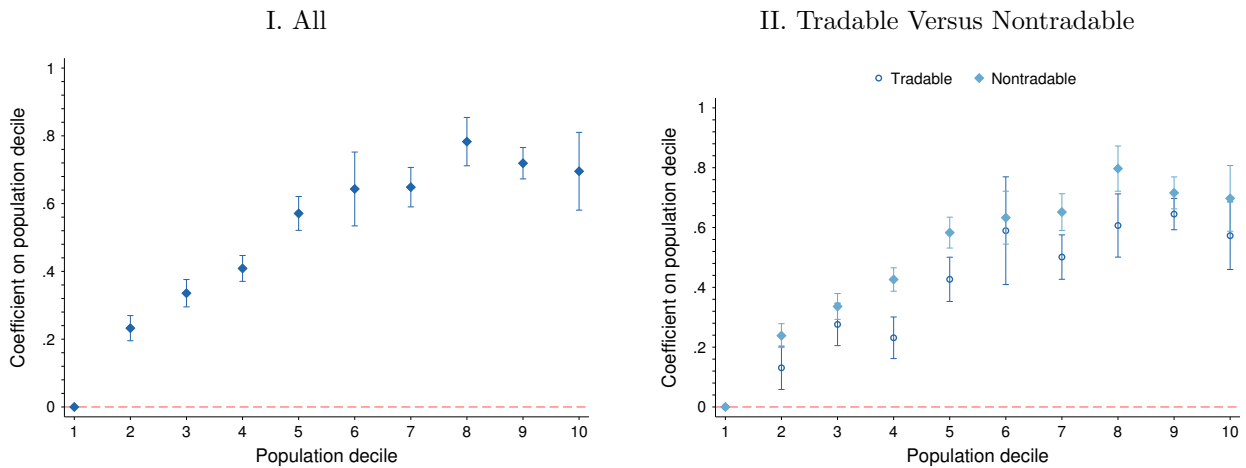 I. All
1
.8
.6
.4
.2
0
Coefficient on population decile
1 2 3 4 5 6 7 8 9 10
Population decile
II. Tradable Versus Nontradable
Tradable Nontradable
1
.8
.6
.4
.2
0
Coefficient on population decile
1 2 3 4 5 6 7 8 9 10
Population decile